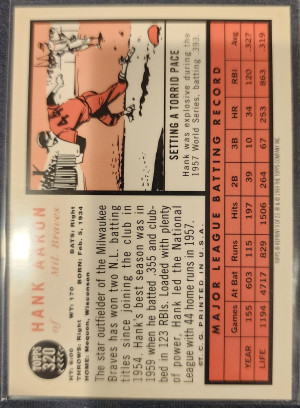 TOPPS
320
HANK AARON
of Mil. Braves
HT: 6:00 WT: 170 BATS: Right
HOME: Mequon, Wisconsin BORN: Feb. 5, 1934
The star outfielder of the Milwaukee
Braves has won two N.L. batting
titles since joining the club in
1954. Hank's best season was in
1959 when he batted .355 and club-
bed in 123 RBIs. Loaded with plenty
of power, Hank led the National
League with 44 home runs in 1957.
©T.C.G. PRINTED IN U.S.A.
SETTING A TORRID PACE
Hank was explosive during the
1957 World Series, batting .393.
MAJOR LEAGUE BATTING RECORD
Games At Bat Runs Hits 2B 3B HR RBI Avg.
YEAR 155 603 115 197 39 10 34 120 .327
LIFE 1194 4717 829 1506 264 67 253 863 .319